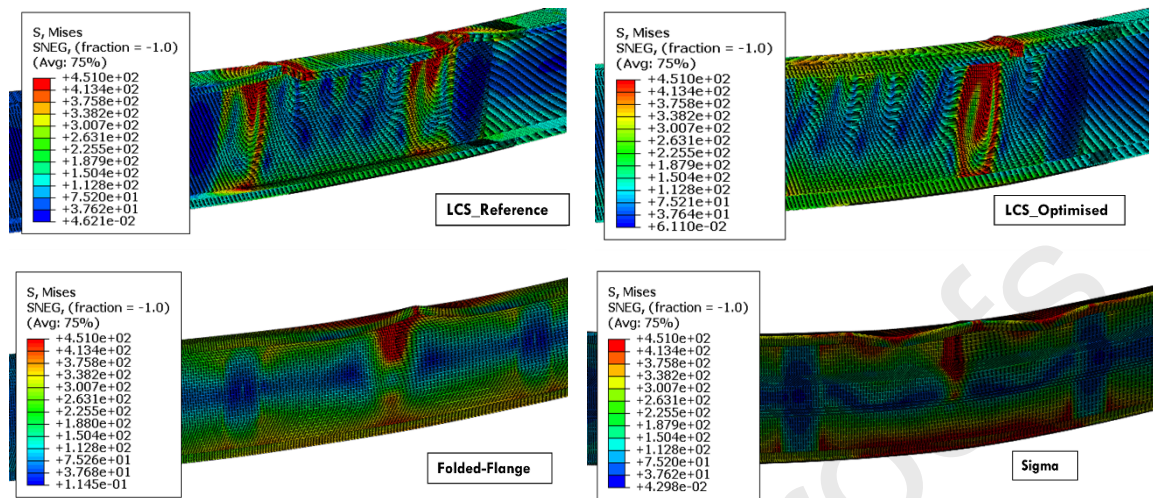 S, Mises
SNEG, (fraction = -1.0)
(Avg: 75%)
+4.510e+02
+4.134e+02
+3.758e+02
+3.382e+02
+3.007e+02
+2.631e+02
+2.255e+02
+1.879e+02
+1.504e+02
+1.128e+02
+7.520e+01
+3.762e+01
+4.621e-02
LCS_Reference
S, Mises
SNEG, (fraction = -1.0)
(Avg: 75%)
+4.510e+02
+4.134e+02
+3.758e+02
+3.382e+02
+3.007e+02
+2.631e+02
+2.255e+02
+1.879e+02
+1.504e+02
+1.128e+02
+7.521e+01
+3.764e+01
+6.110e-02
LCS_Optimised
S, Mises
SNEG, (fraction = -1.0)
(Avg: 75%)
+4.510e+02
+4.134e+02
+3.758e+02
+3.382e+02
+3.007e+02
+2.631e+02
+2.255e+02
+1.880e+02
+1.504e+02
+1.128e+02
+7.526e+01
+3.768e+01
+1.145e-01
Folded-Flange
S, Mises
SNEG, (fraction = -1.0)
(Avg: 75%)
+4.510e+02
+4.134e+02
+3.758e+02
+3.382e+02
+3.007e+02
+2.631e+02
+2.255e+02
+1.879e+02
+1.504e+02
+1.128e+02
+7.520e+01
+3.762e+01
+4.298e-02
Sigma